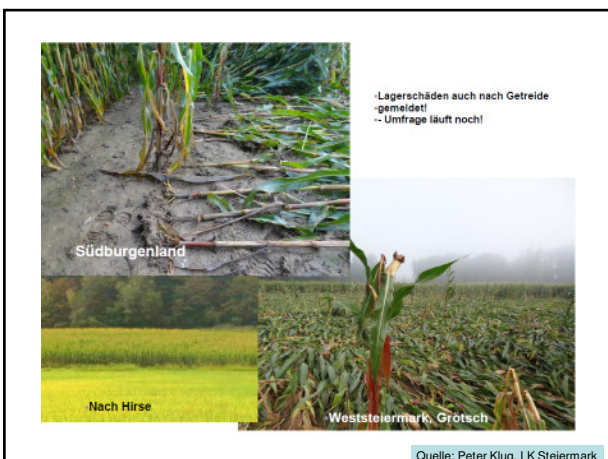 -Lagerschäden auch nach Getreide
-gemeldet!
-- Umfrage läuft noch!
Südburgenland
-Nach Hirse
Weststeiermark, Grötsch
Quelle: Peter Klug, LK Steiermark